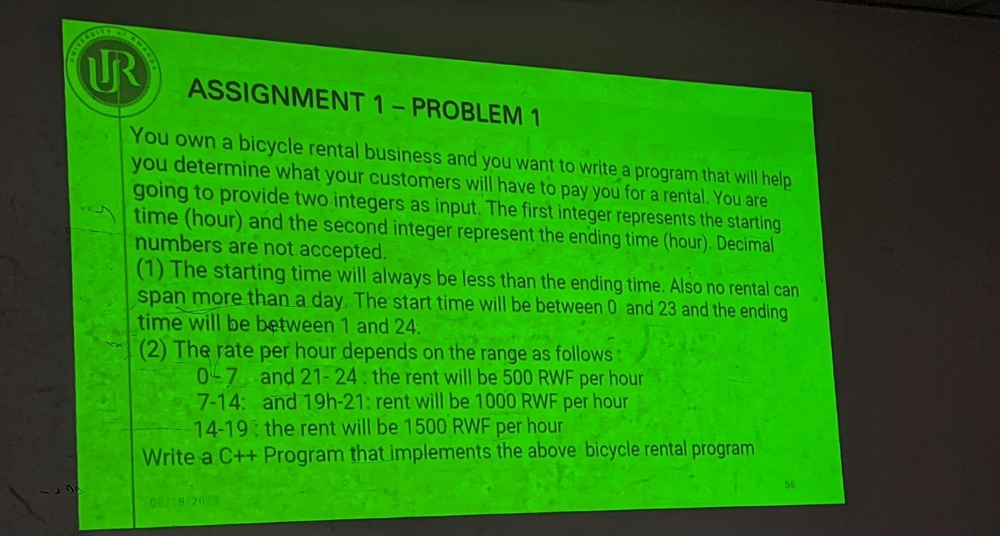 UNIVERSITY of RWANDA
UR
ASSIGNMENT 1 – PROBLEM 1
You own a bicycle rental business and you want to write a program that will help
you determine what your customers will have to pay you for a rental. You are
going to provide two integers as input. The first integer represents the starting
time (hour) and the second integer represent the ending time (hour). Decimal
numbers are not accepted.
(1) The starting time will always be less than the ending time. Also no rental can
span more than a day. The start time will be between 0 and 23 and the ending
time will be between 1 and 24.
(2) The rate per hour depends on the range as follows :
0 - 7 and 21- 24 : the rent will be 500 RWF per hour
7-14: and 19h-21: rent will be 1000 RWF per hour
14-19 : the rent will be 1500 RWF per hour
Write a C++ Program that implements the above bicycle rental program
56